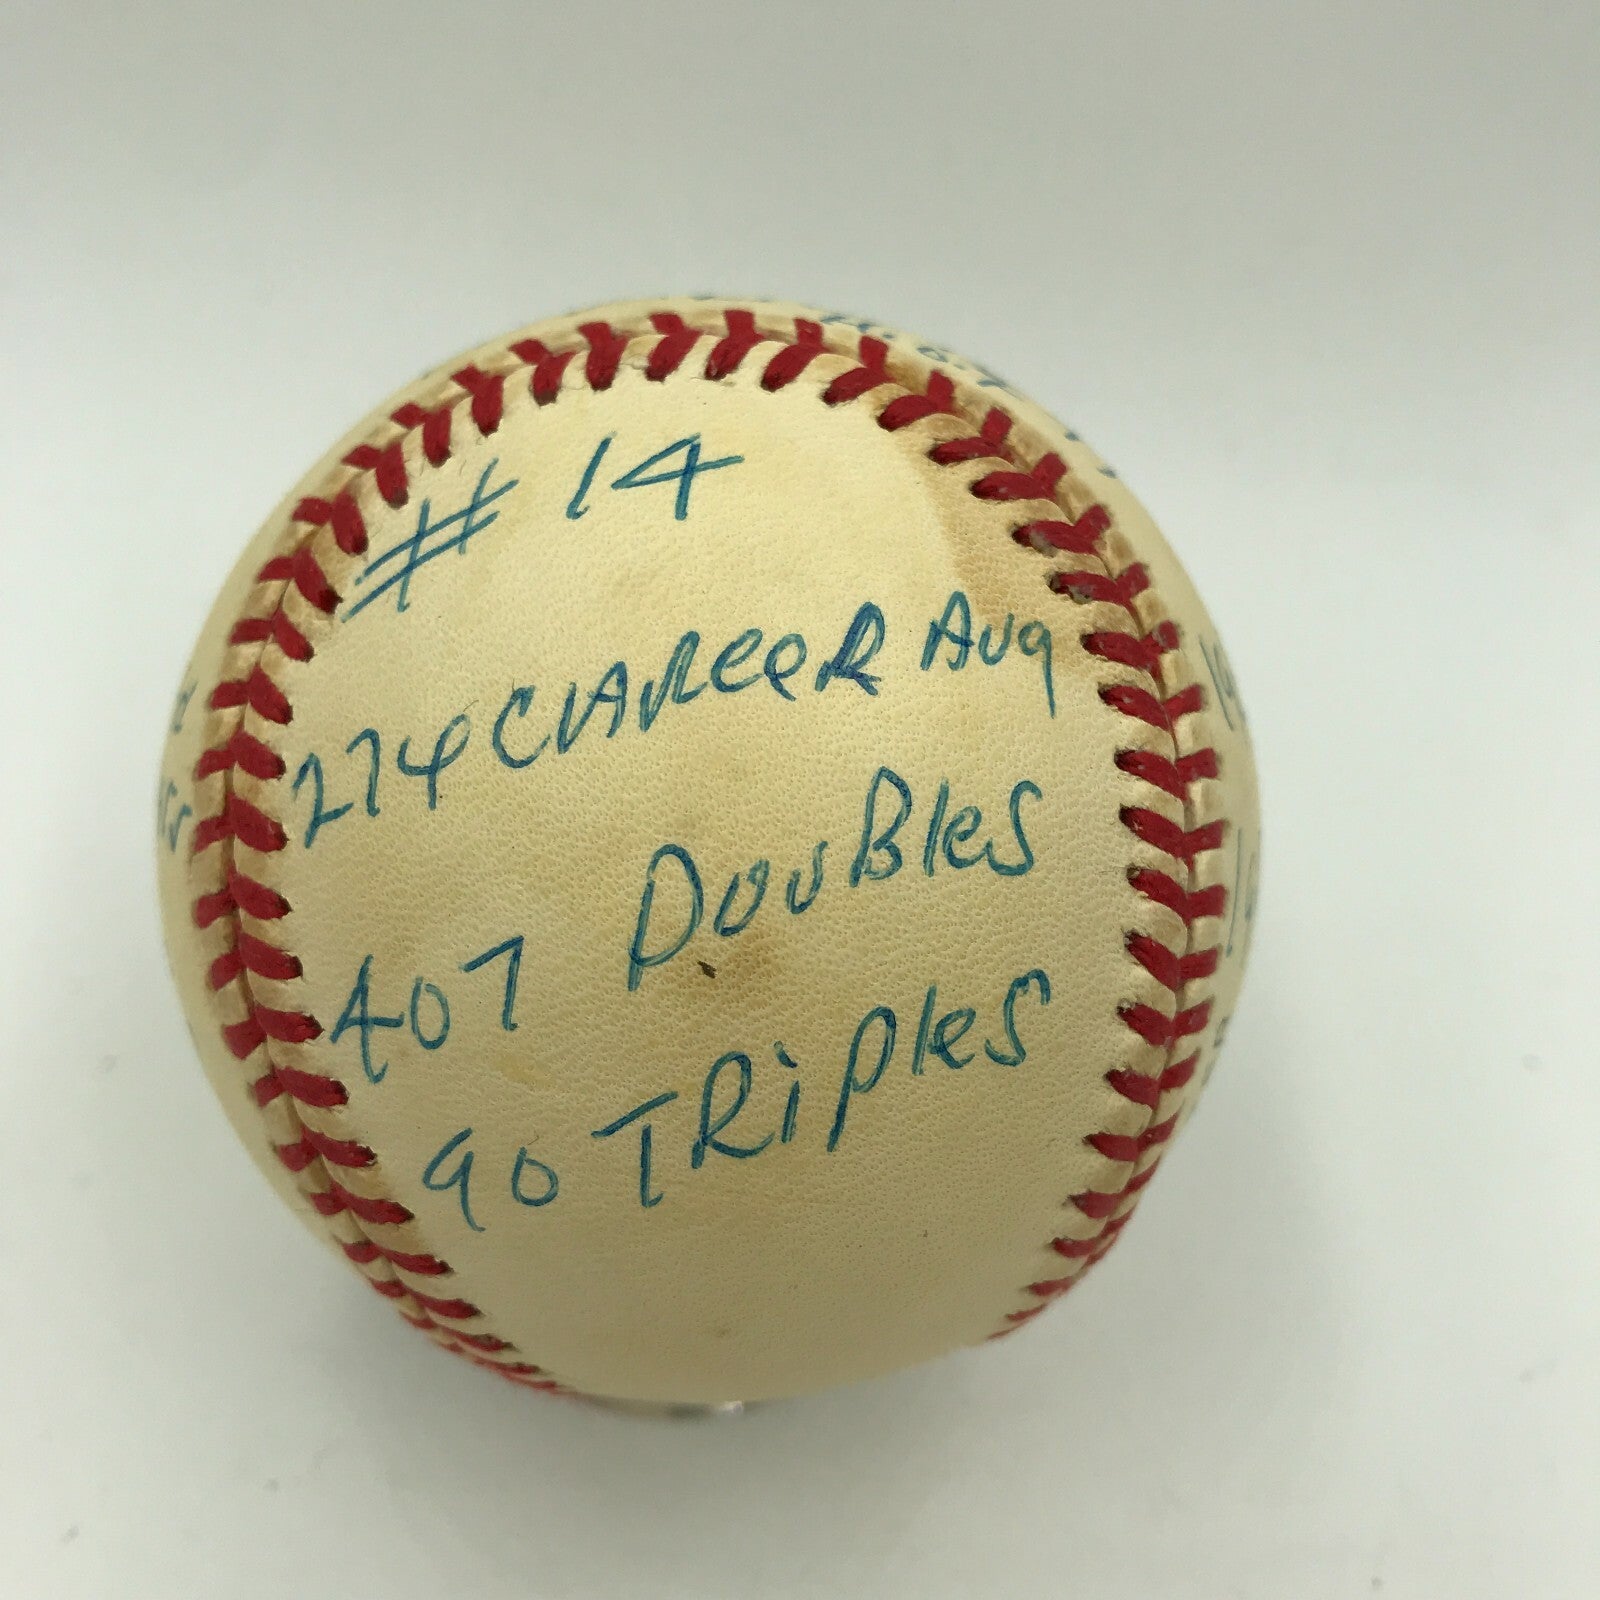 # 14
274 CAReeR Avg
407 DouBles
90 TRiples